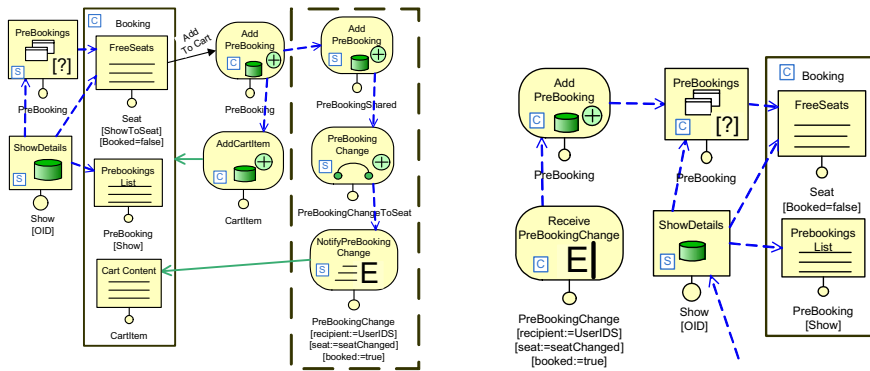 PreBookings
[?]
S
PreBooking
C
Booking
FreeSeats
Seat
[ShowToSeat]
[Booked=false]
Add
To Cart
Add
PreBooking
C
PreBooking
Add
PreBooking
S
PreBookingShared
ShowDetails
S
Show
[OID]
Prebookings
List
PreBooking
[Show]
AddCartItem
C
CartItem
PreBooking
Change
S
PreBookingChangeToSeat
Cart Content
CartItem
NotifyPreBooking
Change
S
E
PreBookingChange
[recipient:=UserIDS]
[seat:=seatChanged]
[booked:=true]
Add
PreBooking
C
PreBooking
PreBookings
C
[?]
PreBooking
C
Booking
FreeSeats
Seat
[Booked=false]
Receive
PreBookingChange
C
E
PreBookingChange
[recipient:=UserIDS]
[seat:=seatChanged]
[booked:=true]
ShowDetails
S
Show
[OID]
Prebookings
List
PreBooking
[Show]